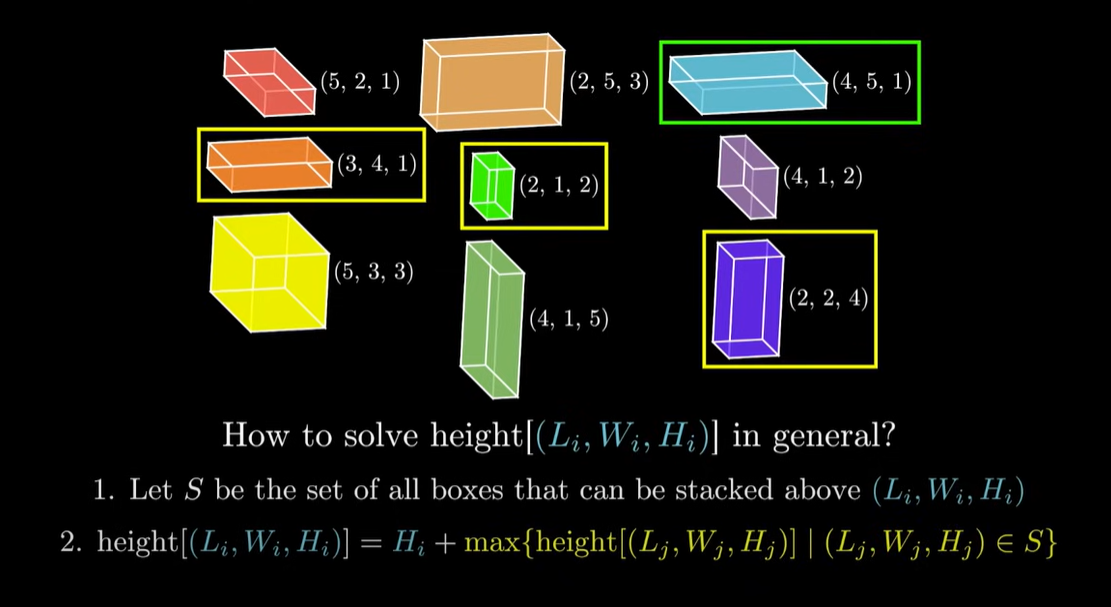 (5, 2, 1)
(2, 5, 3)
(4, 5, 1)
(3, 4, 1)
(2, 1, 2)
(4, 1, 2)
(5, 3, 3)
(4, 1, 5)
(2, 2, 4)
How to solve height[(L_i, W_i, H_i)] in general?
1. Let S be the set of all boxes that can be stacked above (L_i, W_i, H_i)
2. height[(L_i, W_i, H_i)] = H_i + max{height[(L_j, W_j, H_j)] | (L_j, W_j, H_j) ∈ S}